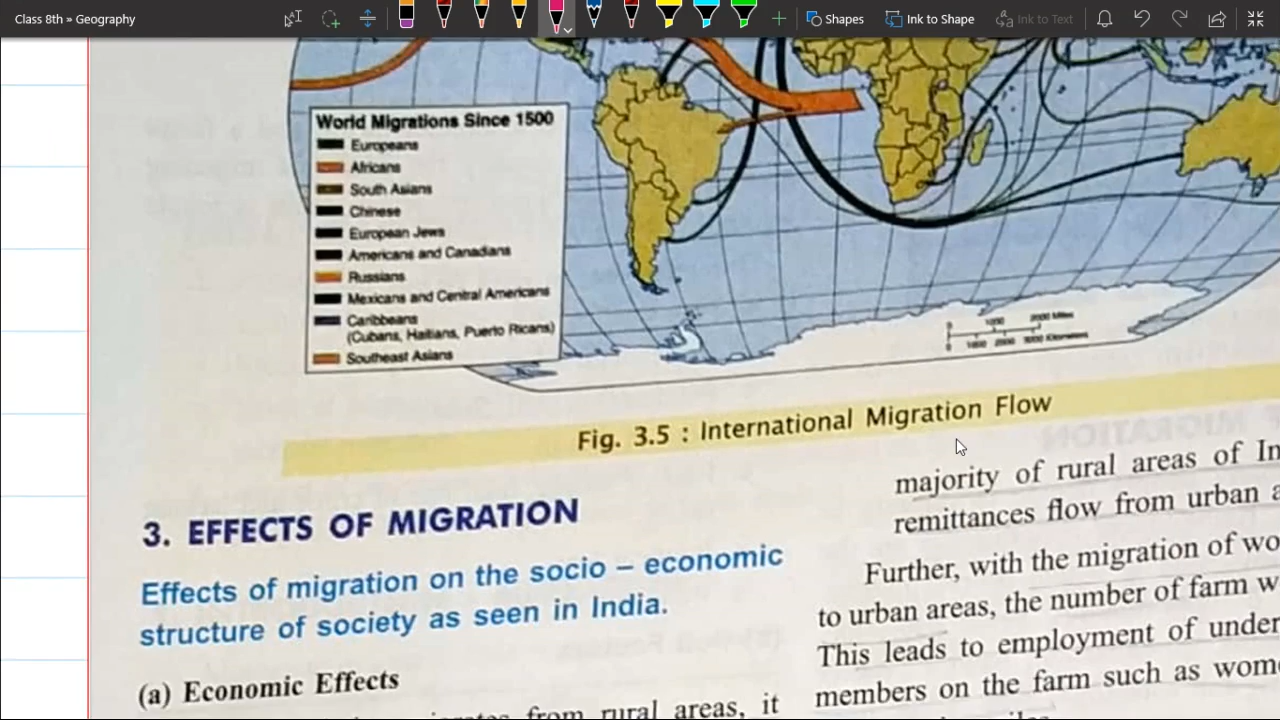 Class 8th » Geography
Shapes
Ink to Shape
Ink to Text
World Migrations Since 1500
Europeans
Africans
South Asians
Chinese
European Jews
Americans and Canadians
Russians
Mexicans and Central Americans
Caribbeans
(Cubans, Haitians, Puerto Ricans)
Southeast Asians
Fig. 3.5 : International Migration Flow
3. EFFECTS OF MIGRATION
Effects of migration on the socio – economic
structure of society as seen in India.
(a) Economic Effects
from rural areas, it
majority of rural areas of In
remittances flow from urban a
Further, with the migration of wo
to urban areas, the number of farm w
This leads to employment of under
members on the farm such as wome